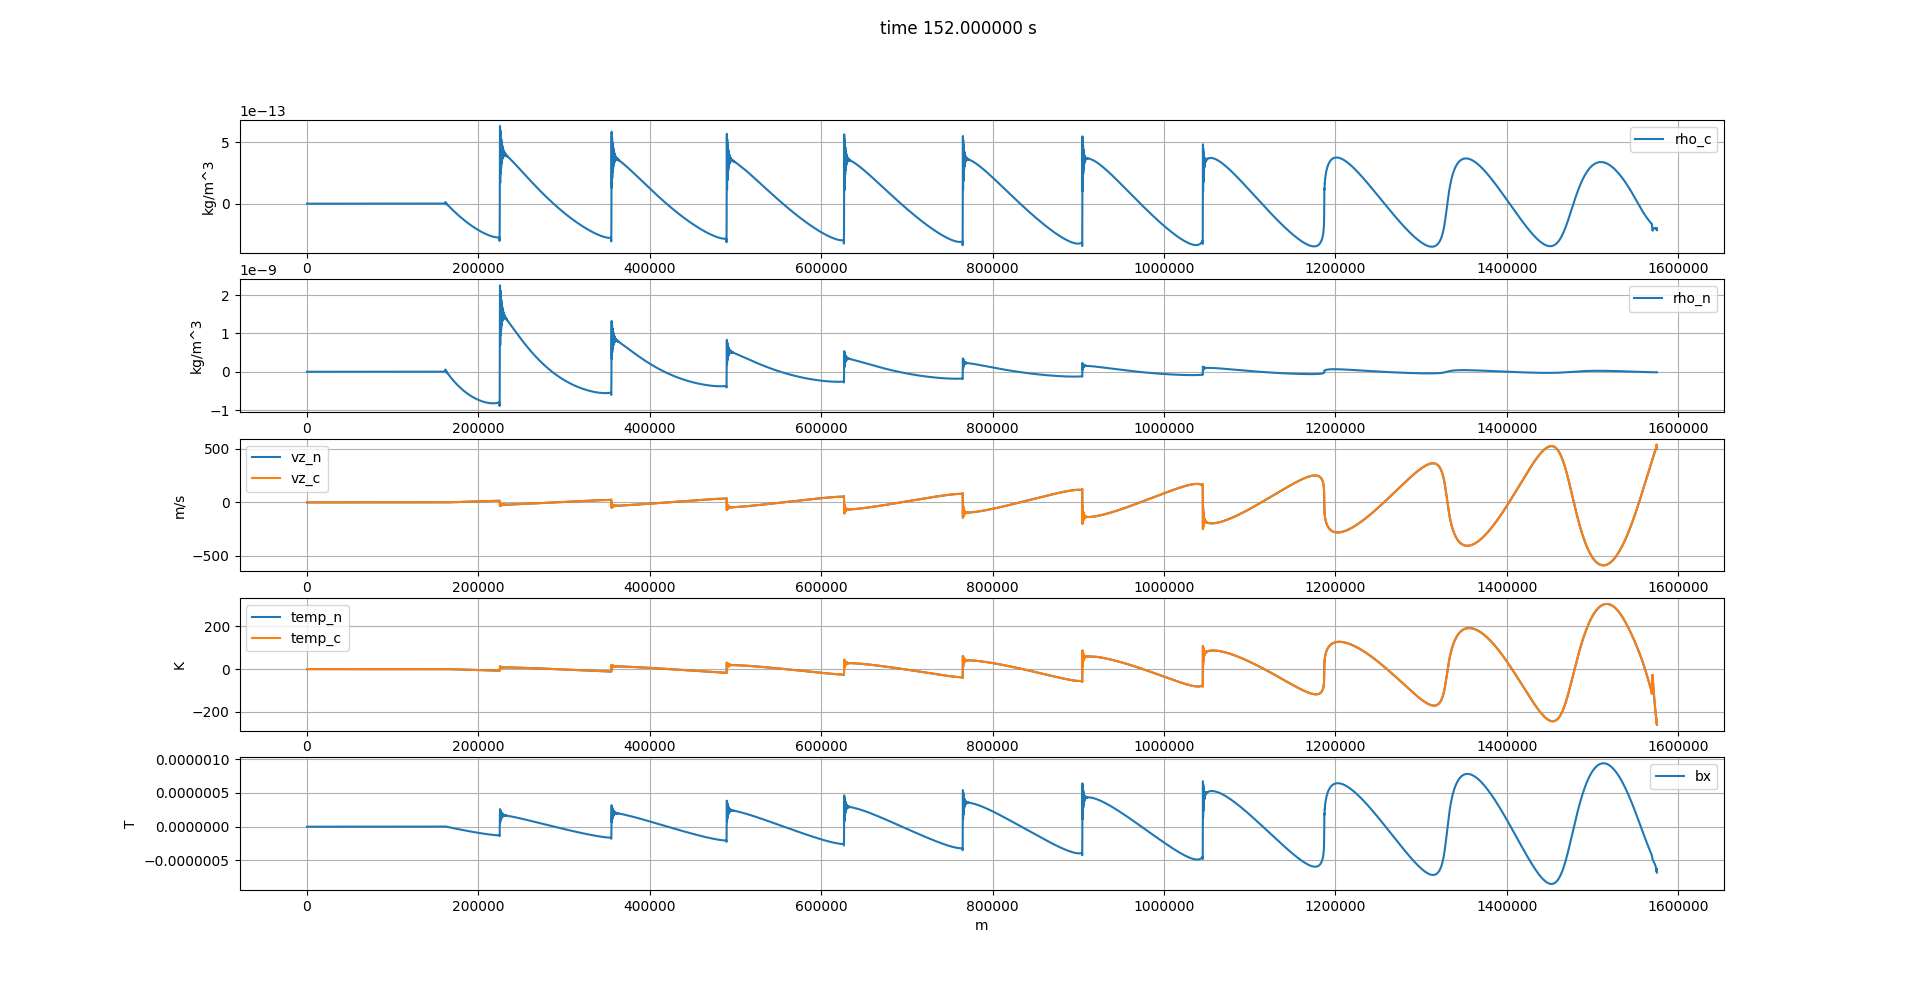 time 152.000000 s
1e−13
5
0
kg/m^3
rho_c
0 200000 400000 600000 800000 1000000 1200000 1400000 1600000
1e−9
2
1
0
−1
kg/m^3
rho_n
0 200000 400000 600000 800000 1000000 1200000 1400000 1600000
500
0
−500
m/s
vz_n
vz_c
0 200000 400000 600000 800000 1000000 1200000 1400000 1600000
200
0
−200
K
temp_n
temp_c
0 200000 400000 600000 800000 1000000 1200000 1400000 1600000
0.0000010
0.0000005
0.0000000
−0.0000005
T
bx
0 200000 400000 600000 800000 1000000 1200000 1400000 1600000
m